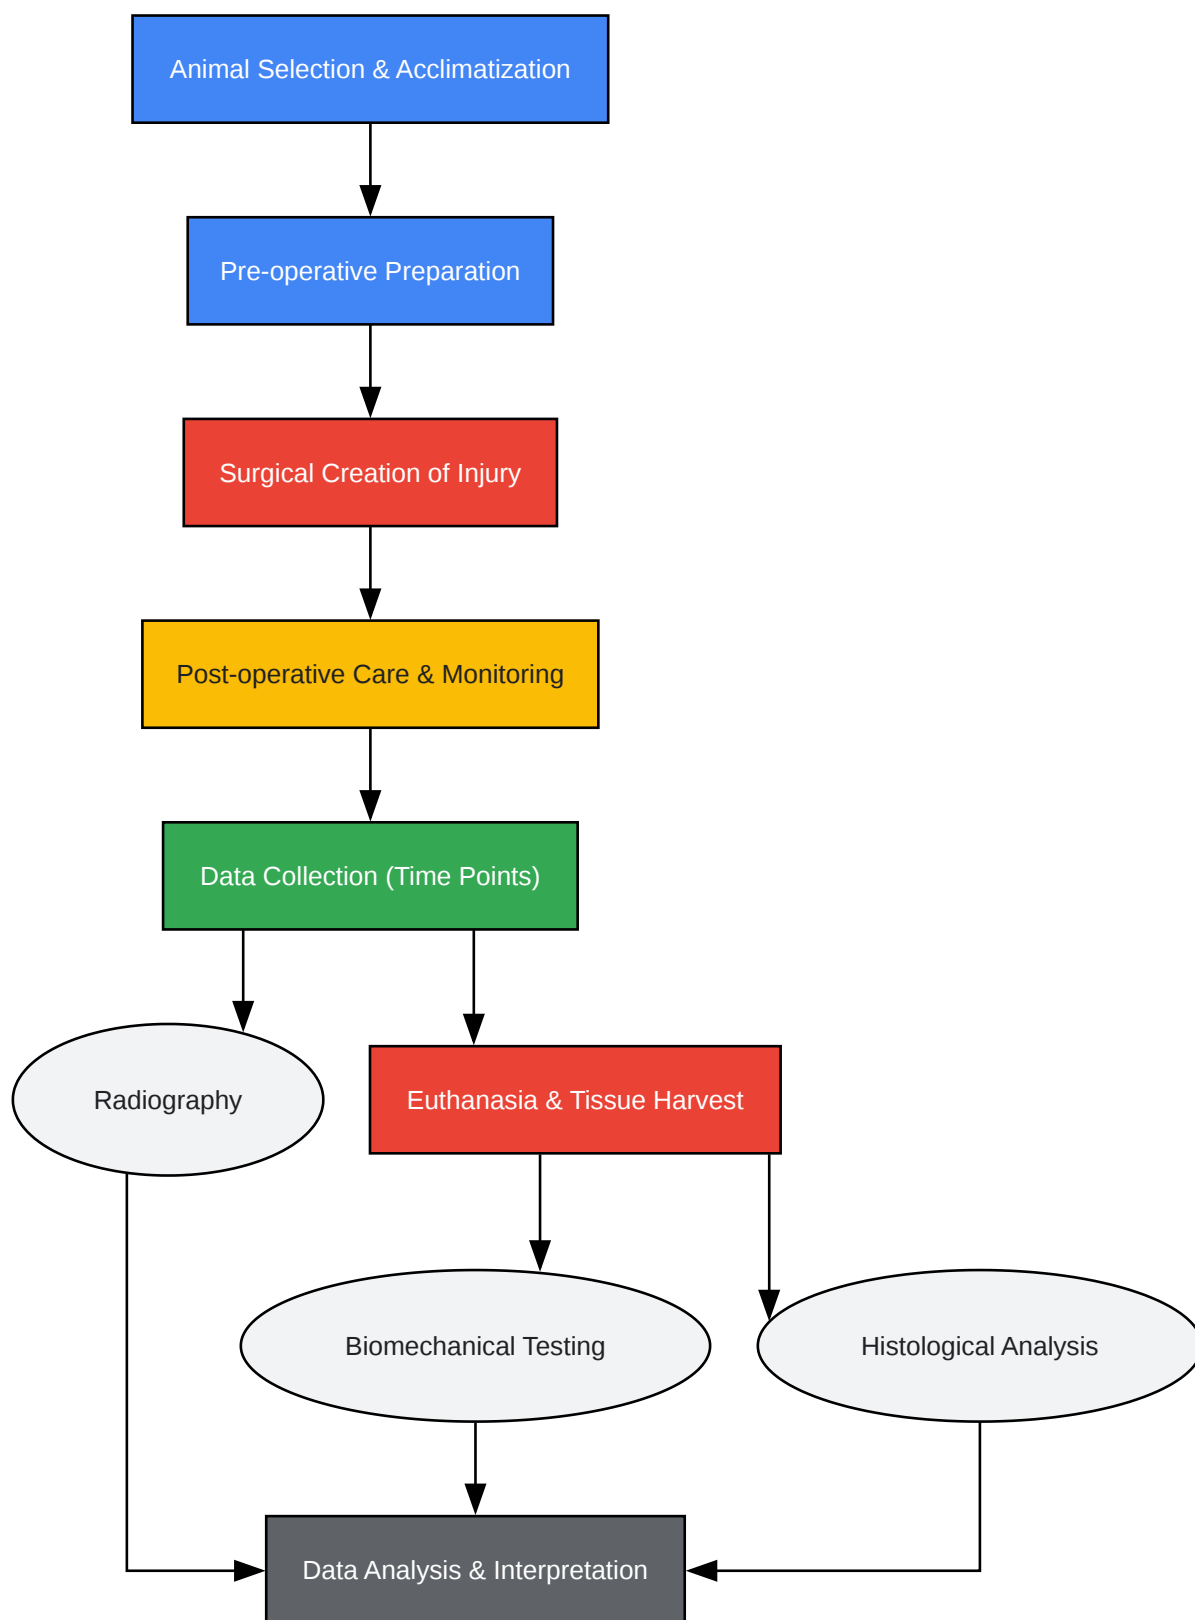 Animal Selection & Acclimatization
Pre-operative Preparation
Surgical Creation of Injury
Post-operative Care & Monitoring
Data Collection (Time Points)
Radiography
Euthanasia & Tissue Harvest
Biomechanical Testing
Histological Analysis
Data Analysis & Interpretation